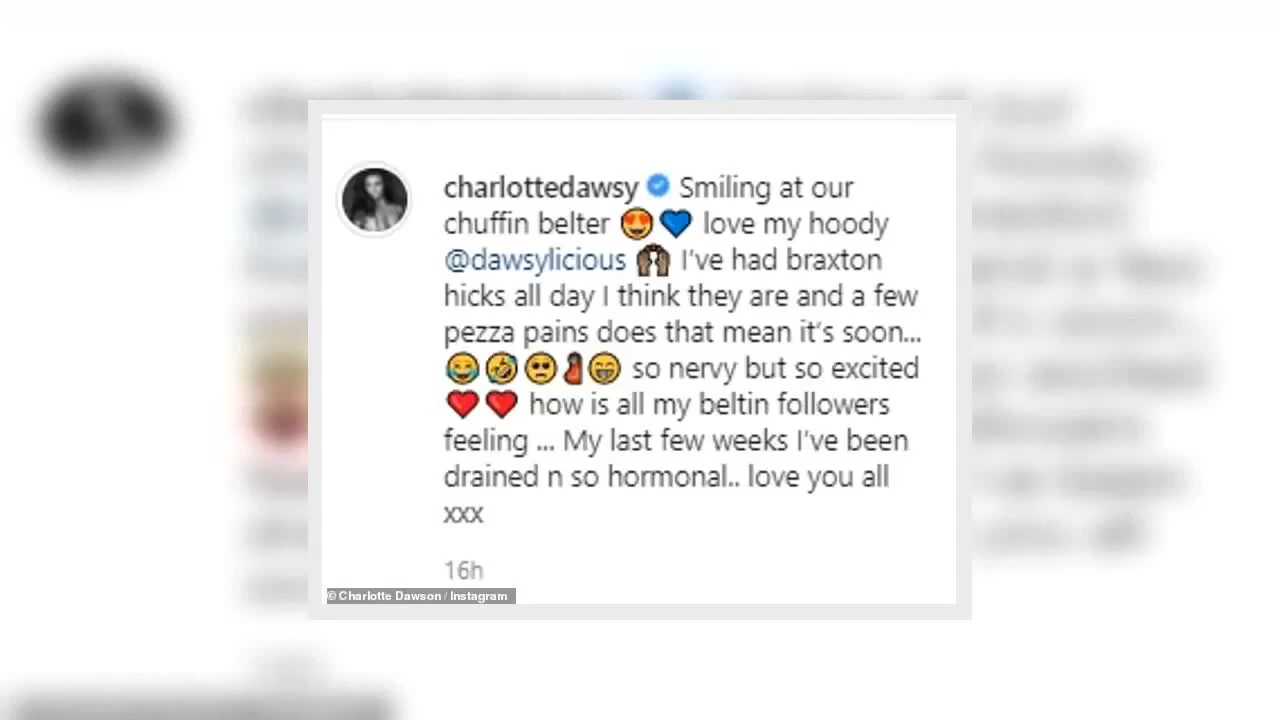 charlottedawsy Smiling at our
chuffin belter 😍💙 love my hoody
@dawsylicious 🙌🏽 I've had braxton
hicks all day I think they are and a few
pezza pains does that mean it's soon...
😂🤣🥺🤰😁 so nervy but so excited
❤️❤️ how is all my beltin followers
feeling ... My last few weeks I've been
drained n so hormonal.. love you all
xxx
16h
© Charlotte Dawson / Instagram